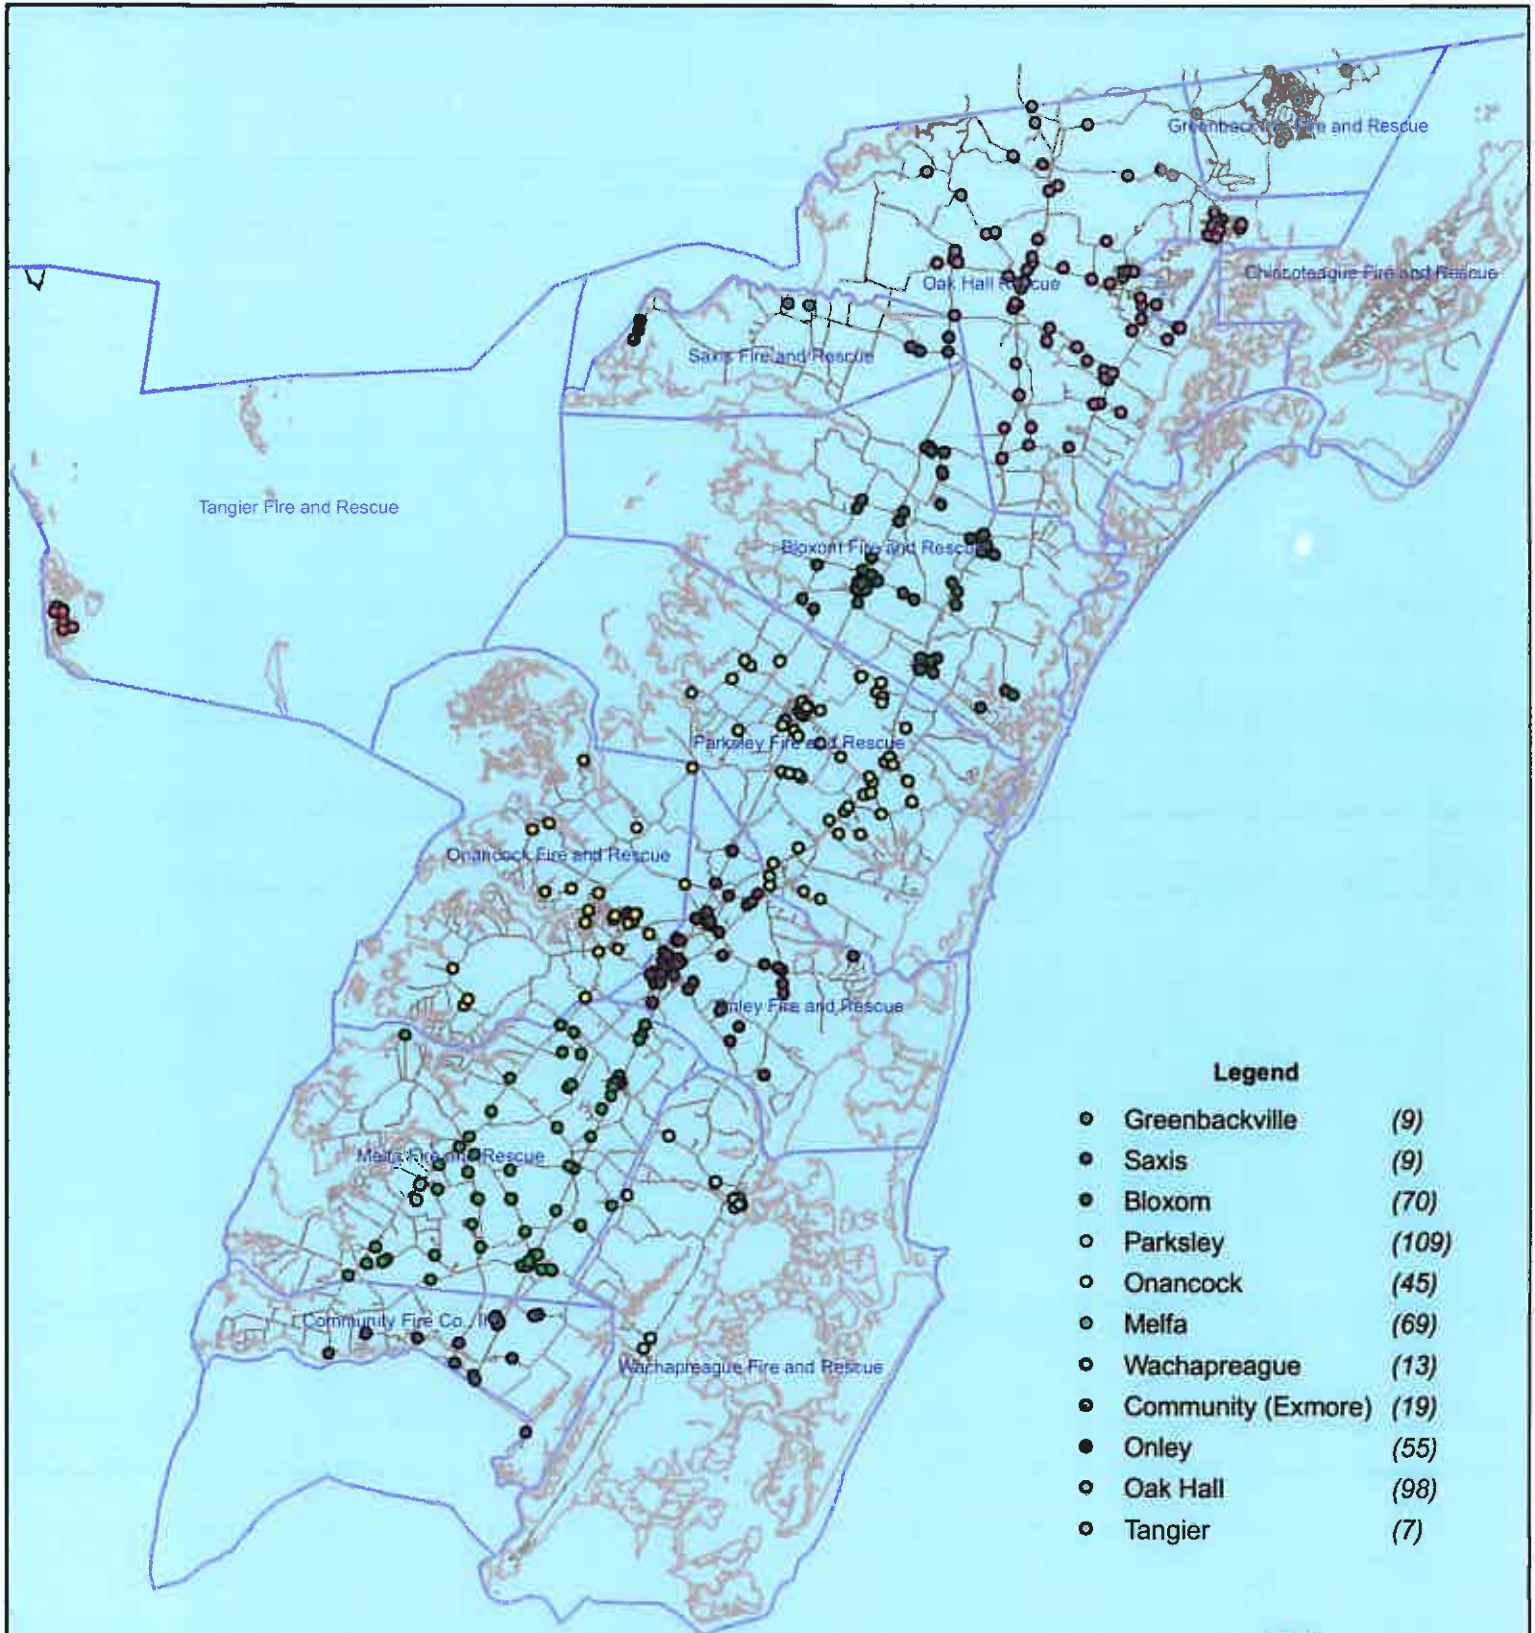 Greenbackville Fire and Rescue
Chincoteague Fire and Rescue
Oak Hall Rescue
Saxis Fire and Rescue
Tangier Fire and Rescue
Bloxom Fire and Rescue
Parksley Fire and Rescue
Onancock Fire and Rescue
Onley Fire and Rescue
Melfa Fire and Rescue
Community Fire Co., In
Wachapreague Fire and Rescue
Legend
Greenbackville (9)
Saxis (9)
Bloxom (70)
Parksley (109)
Onancock (45)
Melfa (69)
Wachapreague (13)
Community (Exmore) (19)
Onley (55)
Oak Hall (98)
Tangier (7)